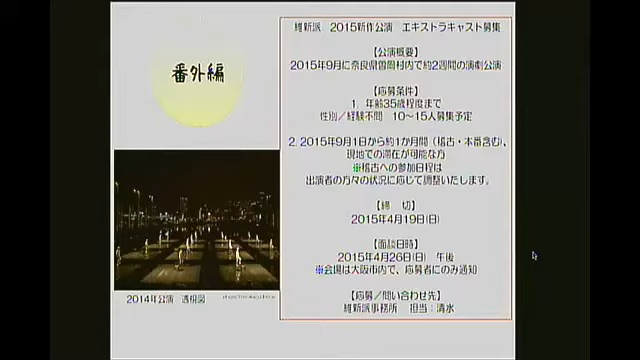 番外編
維新派 2015新作公演 エキストラキャスト募集
【公演概要】
2015年9月に奈良県曽爾村内で約2週間の演劇公演
【応募条件】
1. 年齢35歳程度まで
性別／経験不問 10～15人募集予定
2. 2015年9月1日から約1か月間（稽古・本番含む）、
現地での滞在が可能な方
※稽古への参加日程は
出演者の方々の状況に応じて調整いたします。
【締 切】
2015年4月19日(日)
【面談日時】
2015年4月26日(日) 午後
※会場は大阪市内で、応募者にのみ通知
【応募／問い合わせ先】
維新派事務所 担当：清水
2014年公演 透視図